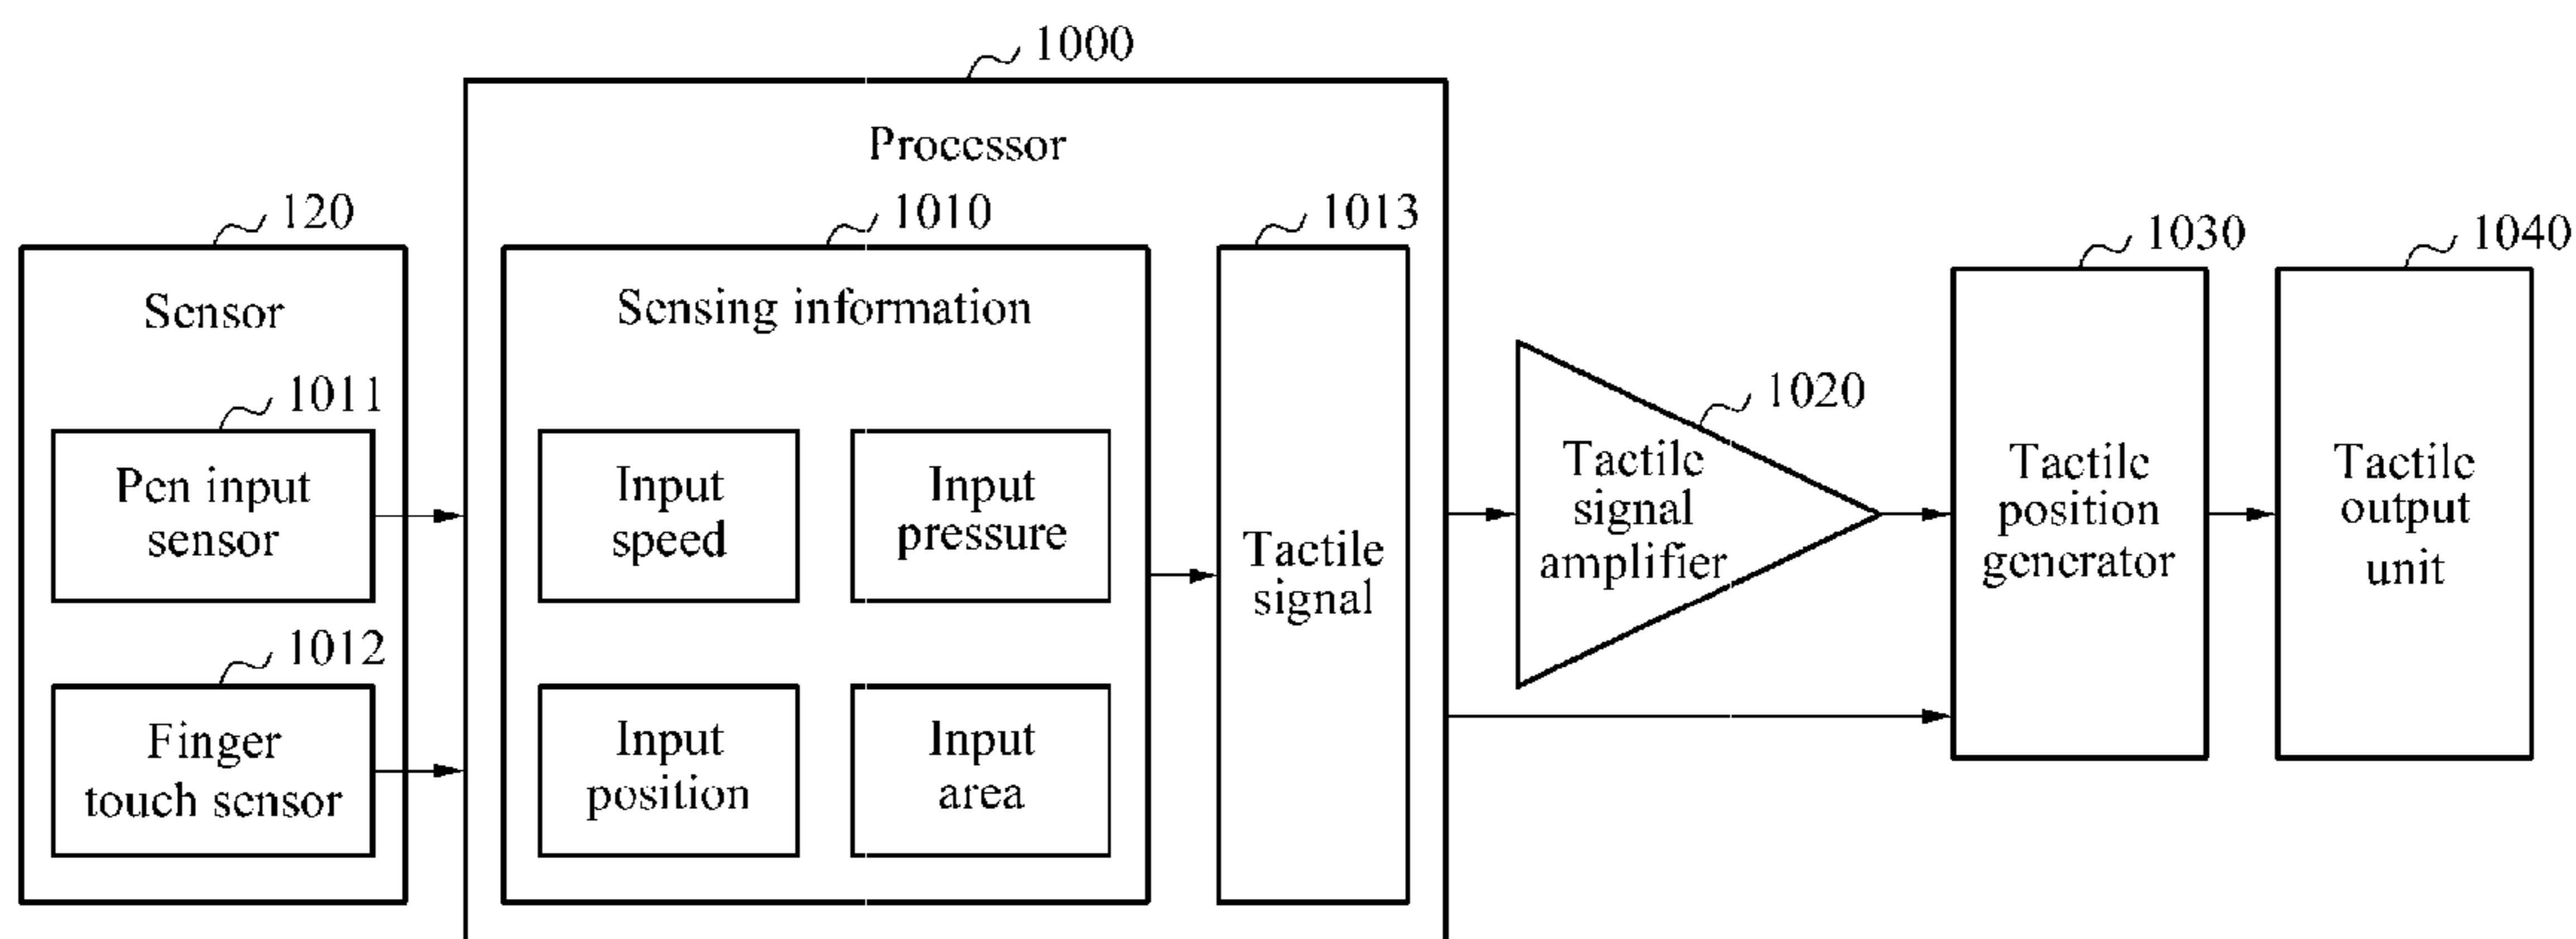 1000
Processor
120
Sensor
1011
Pen input
sensor
1012
Finger
touch sensor
1010
Sensing information
Input
speed
Input
pressure
Input
position
Input
area
1013
Tactile
signal
1020
Tactile
signal
amplifier
1030
Tactile
position
generator
1040
Tactile
output
unit